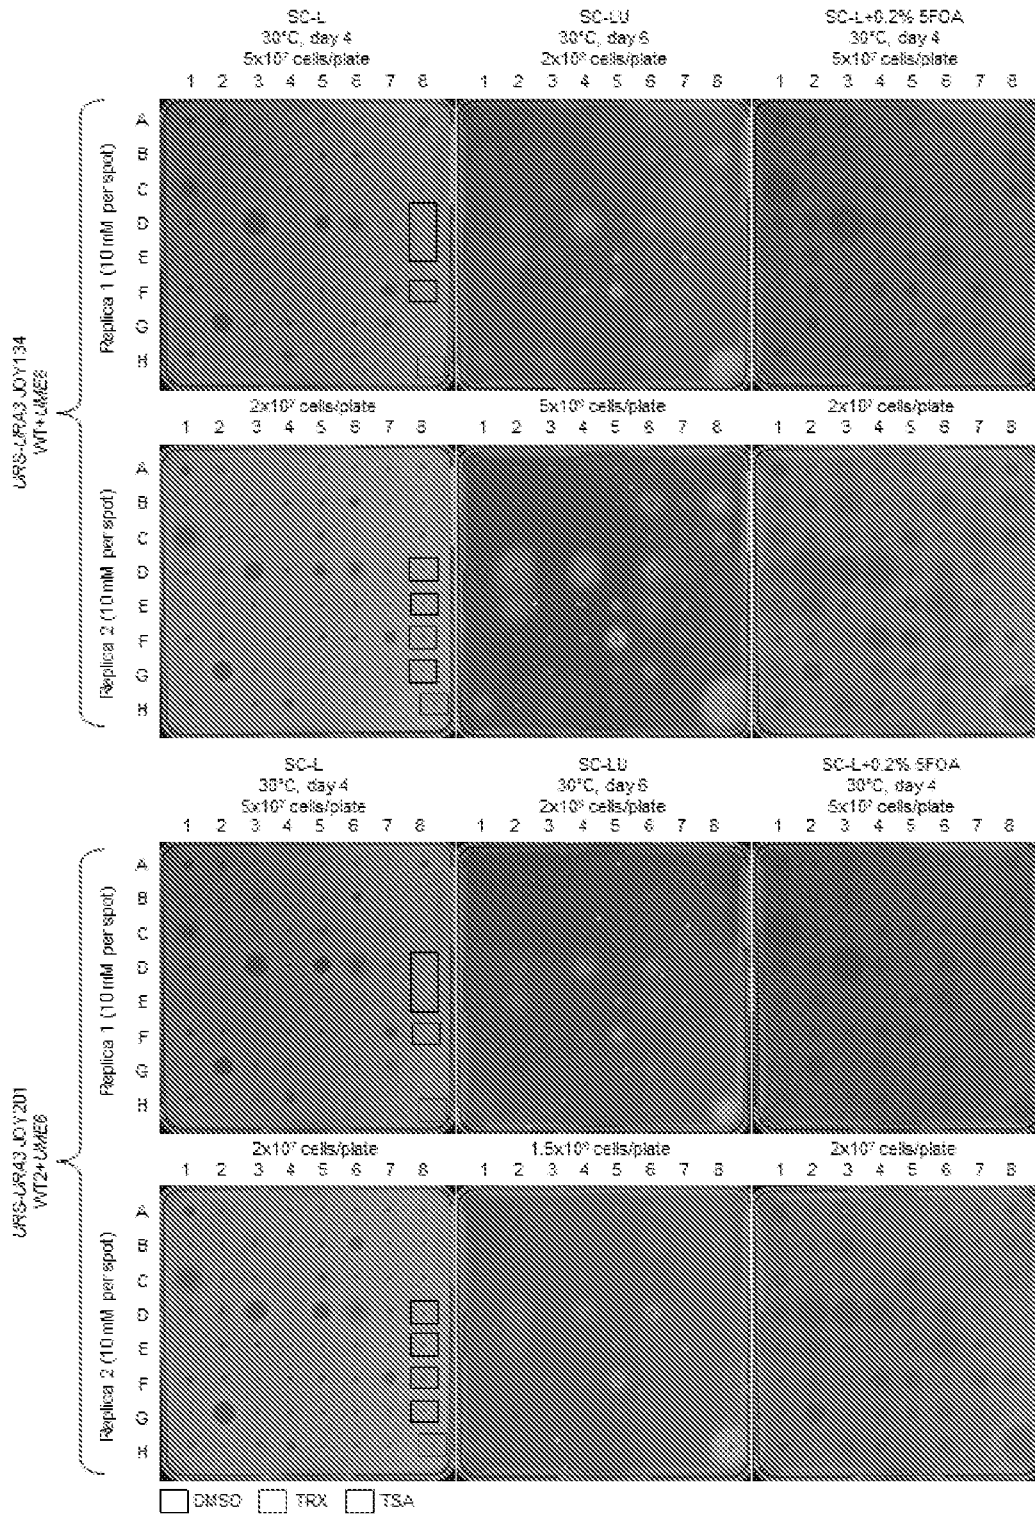 SC-L SC-LU SC-L+0.2% 5FOA
30°C, day 4 30°C, day 6 30°C, day 4
5x10⁷ cells/plate 5x10⁷ cells/plate
1 2 3 4 5 6 7 8 1 2 3 4 5 6 7 8 1 2 3 4 5 6 7 8
A
B
C
D
E
F
G
H
Replica 1 (10 mM per spot)
URS-URA3 JOY134
WT+UME6
2x10⁷ cells/plate cells/plate 2x10⁷ cells/plate
1 2 3 4 5 6 7 8 1 2 3 4 5 6 7 8 1 2 3 4 5 6 7 8
A
B
C
D
E
F
G
H
Replica 2 (10 mM per spot)
SC-L SC-LU SC-L+0.2% 5FOA
30°C, day 4 30°C, day 6 30°C, day 4
5x10⁷ cells/plate cells/plate 5x10⁷ cells/plate
1 2 3 4 5 6 7 8 1 2 3 4 5 6 7 8 1 2 3 4 5 6 7 8
A
B
C
D
E
F
G
H
Replica 1 (10 mM per spot)
URS-URA3 JOY201
WT2+UME6
2x10⁷ cells/plate cells/plate 2x10⁷ cells/plate
1 2 3 4 5 6 7 8 1 2 3 4 5 6 7 8 1 2 3 4 5 6 7 8
A
B
C
D
E
F
G
H
Replica 2 (10 mM per spot)
DMSO TRX TSA